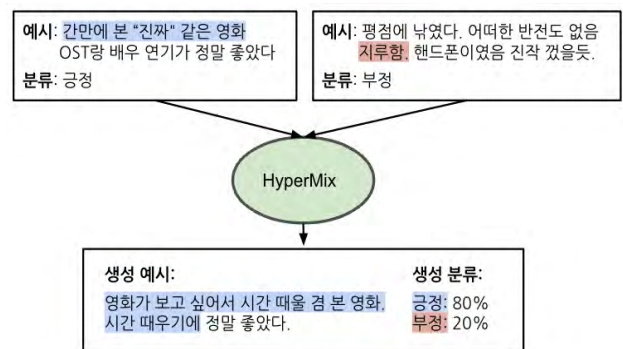 예시: 간만에 본 "진짜" 같은 영화
OST랑 배우 연기가 정말 좋았다
분류: 긍정
예시: 평점에 낚였다. 어떠한 반전도 없음
지루함. 핸드폰이였음 진작 껐을듯.
분류: 부정
HyperMix
생성 예시:
영화가 보고 싶어서 시간 때울 겸 본 영화.
시간 때우기에 정말 좋았다.
생성 분류:
긍정: 80%
부정: 20%